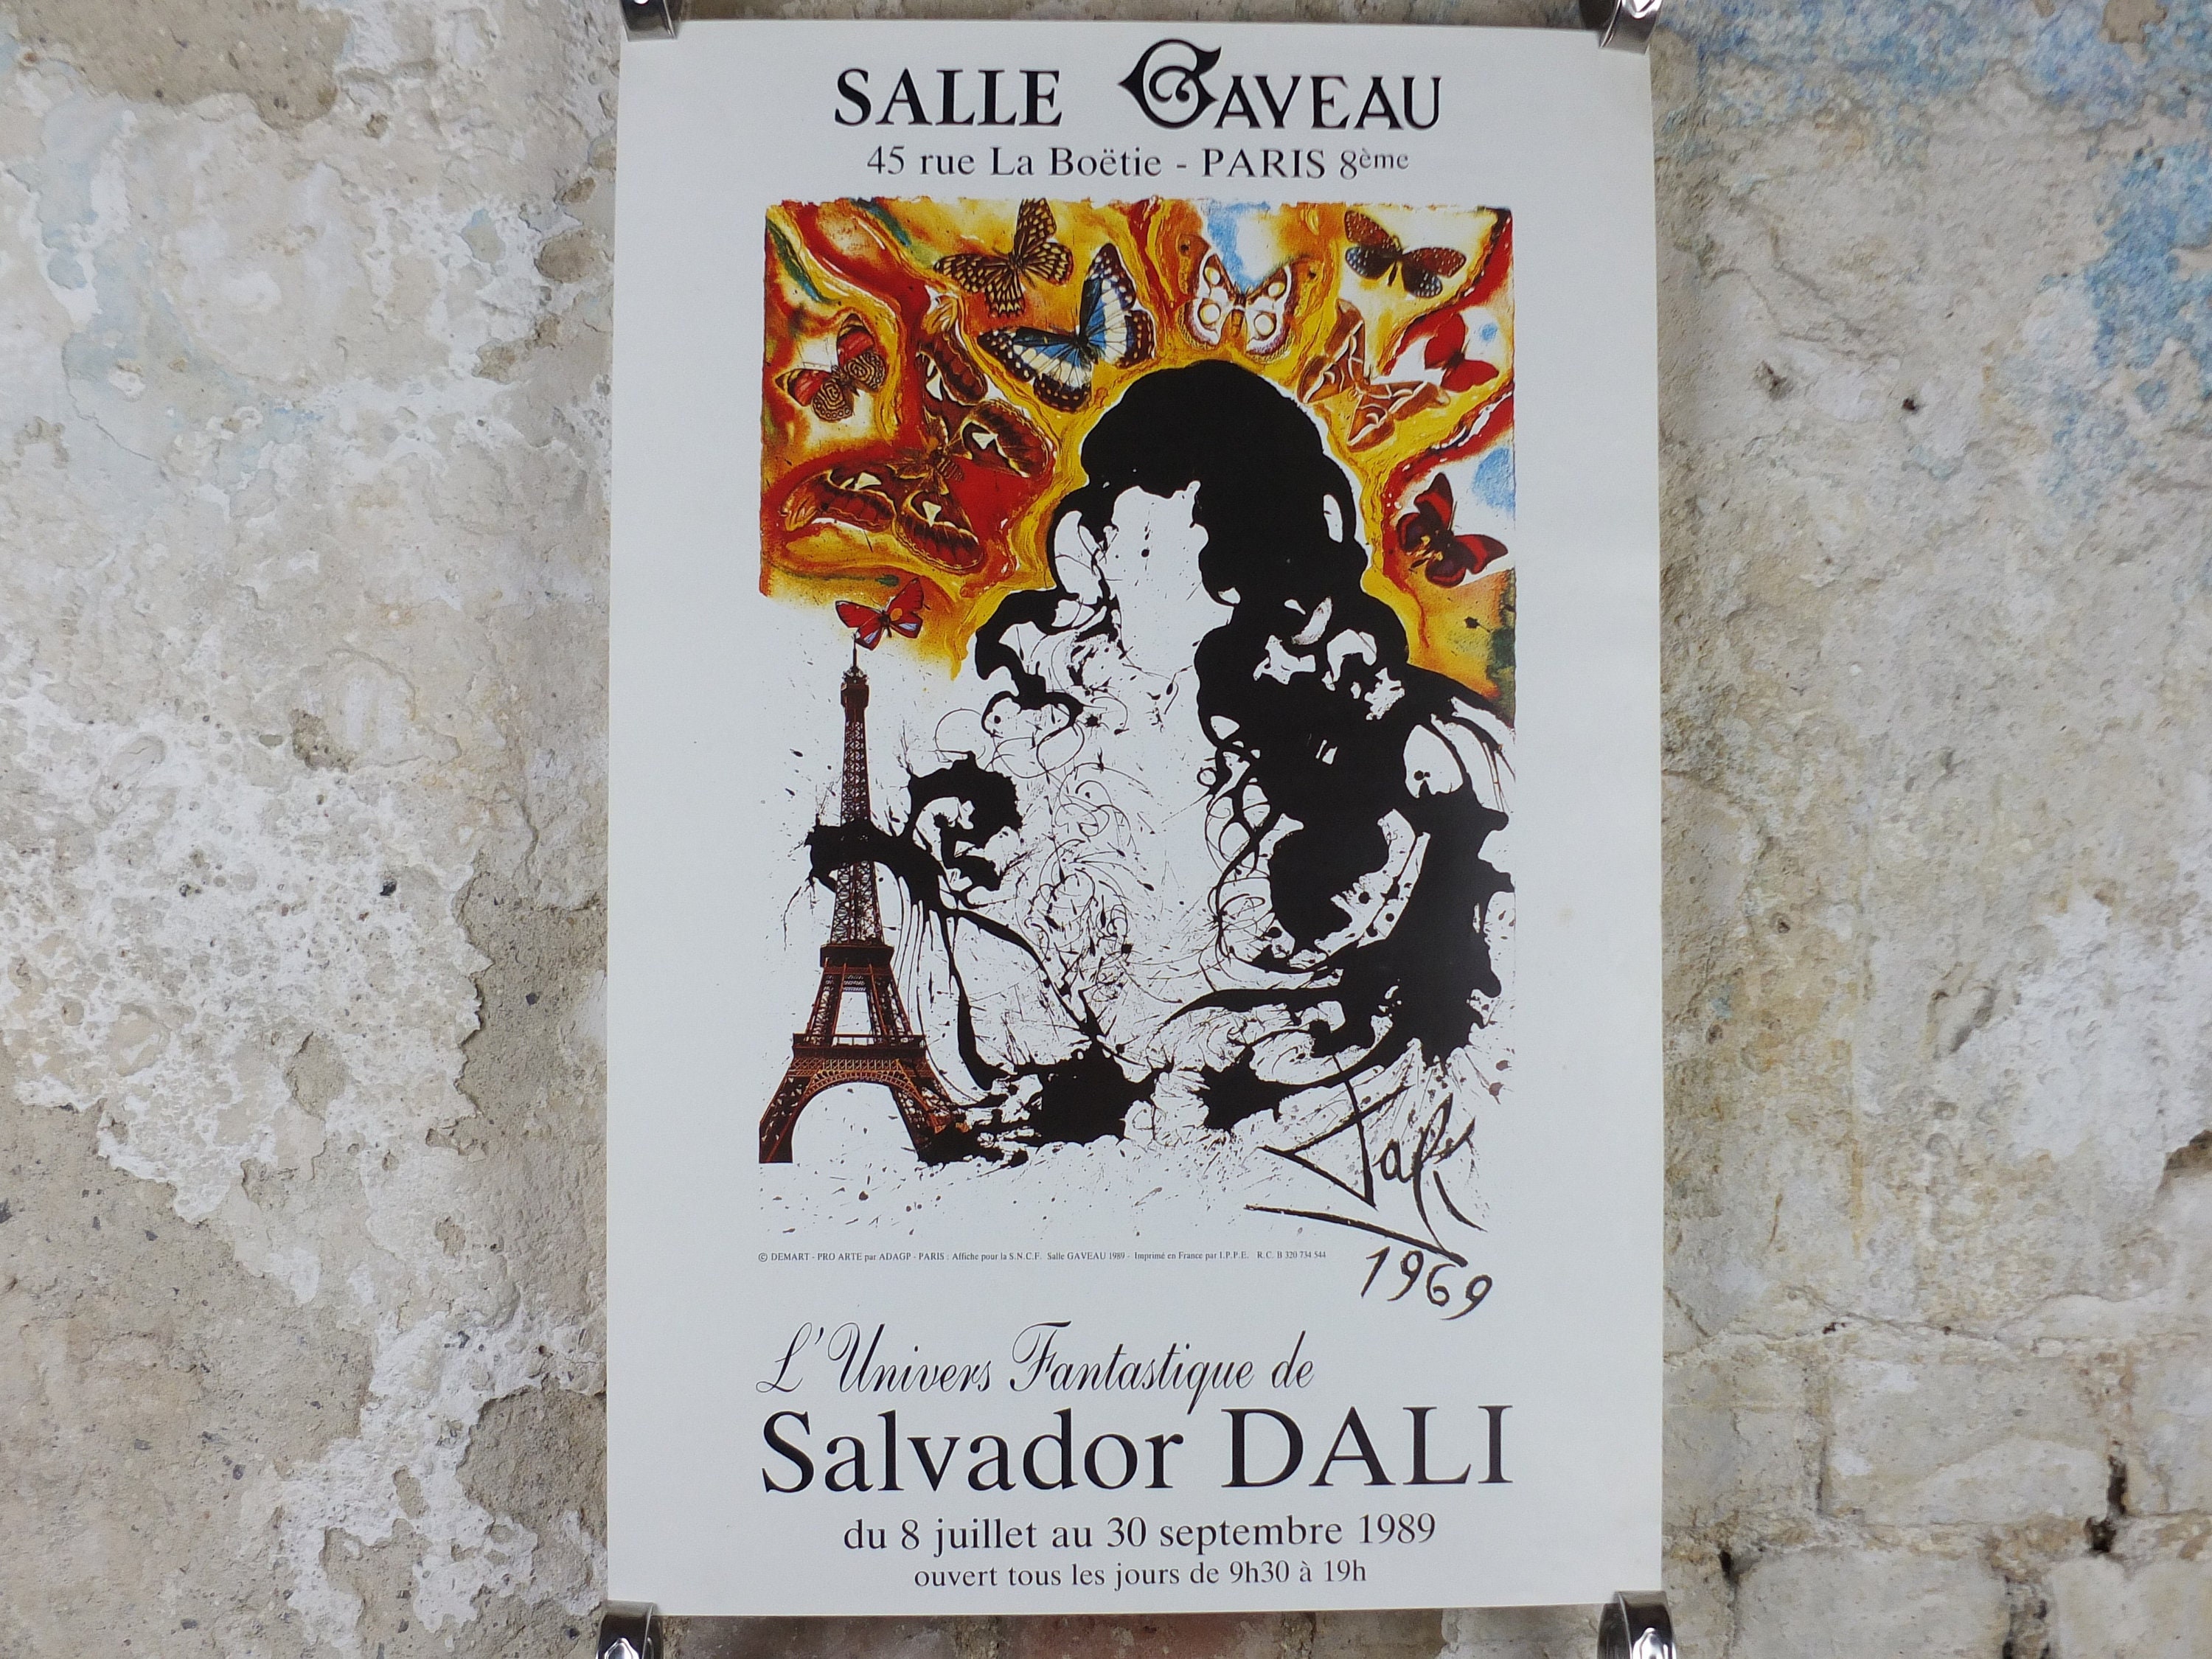 SALLE GAVEAU
45 rue La Boëtie - PARIS 8ème
Dalí
1969
© DEMART - PRO ARTE par ADAGP - PARIS : Affiche pour la S.N.C.F. Salle GAVEAU 1989 - Imprimé en France par I.P.P.E. R.C. B 320 734 544
L'Univers Fantastique de
Salvador DALI
du 8 juillet au 30 septembre 1989
ouvert tous les jours de 9h30 à 19h